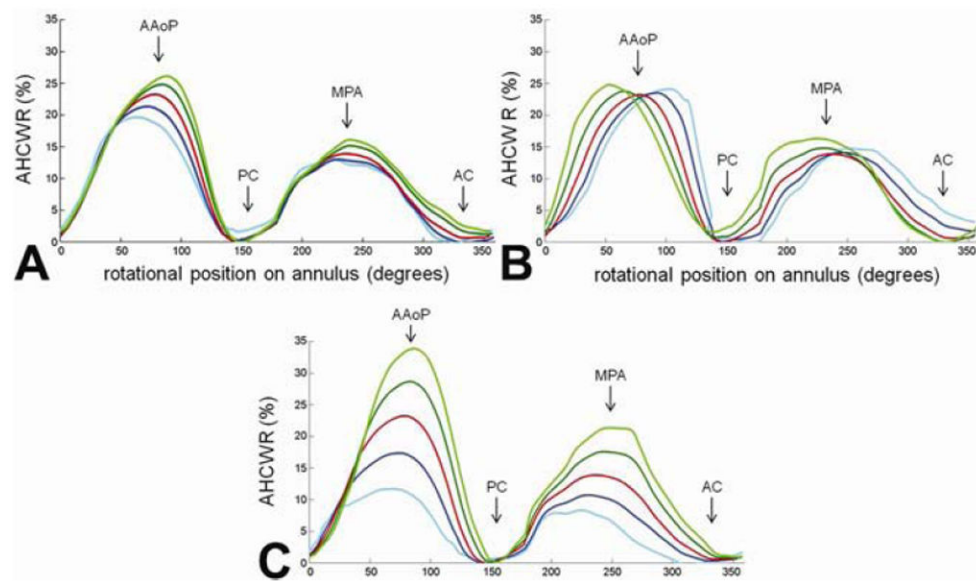 35
30
25
20
15
10
5
0
AHCWR (%)
AAoP
PC
MPA
AC
0 50 100 150 200 250 300 350
rotational position on annulus (degrees)
A
35
30
25
20
15
10
5
0
AHCW R (%)
AAoP
PC
MPA
AC
0 50 100 150 200 250 300 350
rotational position on annulus (degrees)
B
35
30
25
20
15
10
5
0
AHCWR (%)
AAoP
PC
MPA
AC
0 50 100 150 200 250 300 350
C